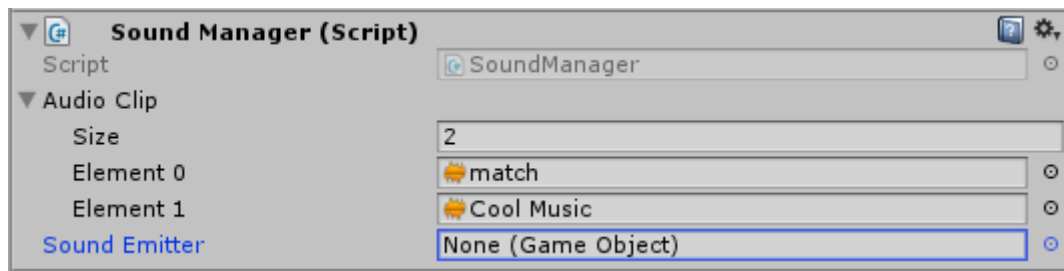 Sound Manager (Script)
Script SoundManager
Audio Clip
Size 2
Element 0 match
Element 1 Cool Music
Sound Emitter None (Game Object)